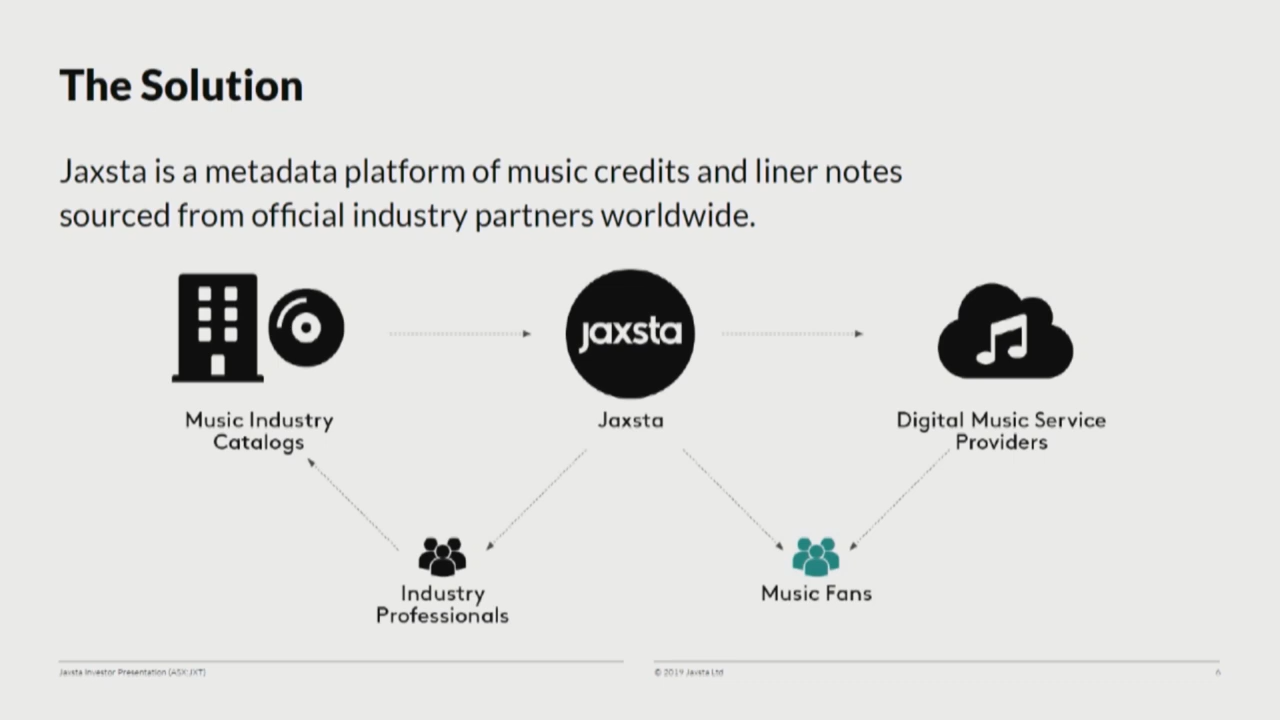 The Solution
Jaxsta is a metadata platform of music credits and liner notes
sourced from official industry partners worldwide.
jaxsta
Music Industry
Catalogs
Jaxsta
Digital Music Service
Providers
Industry
Professionals
Music Fans
Jaxsta Investor Presentation (ASX:JXT)
© 2019 Jaxsta Ltd
6